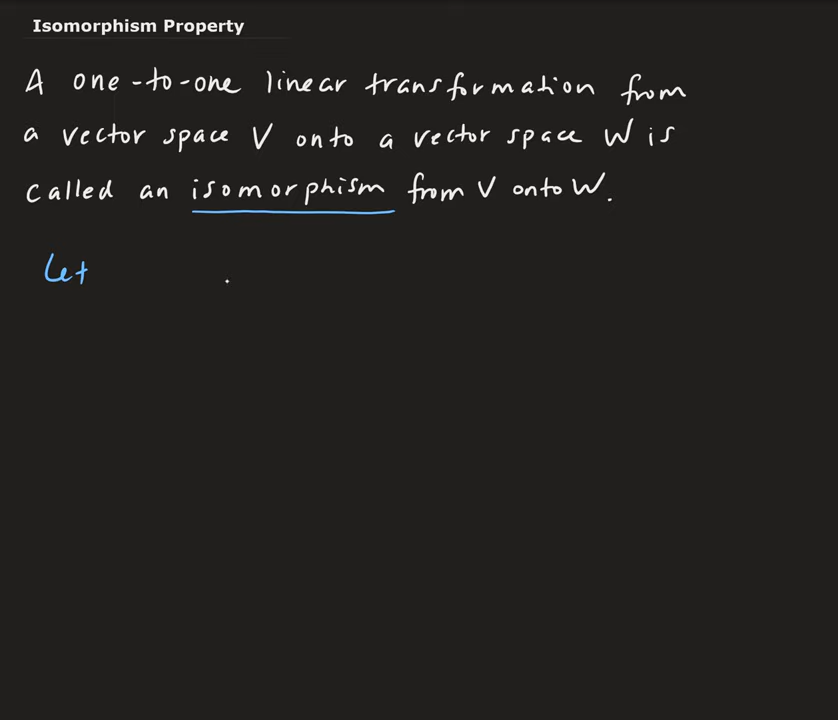 Isomorphism Property
A one-to-one linear transformation from
a vector space V onto a vector space W is
called an isomorphism from V onto W.
Let